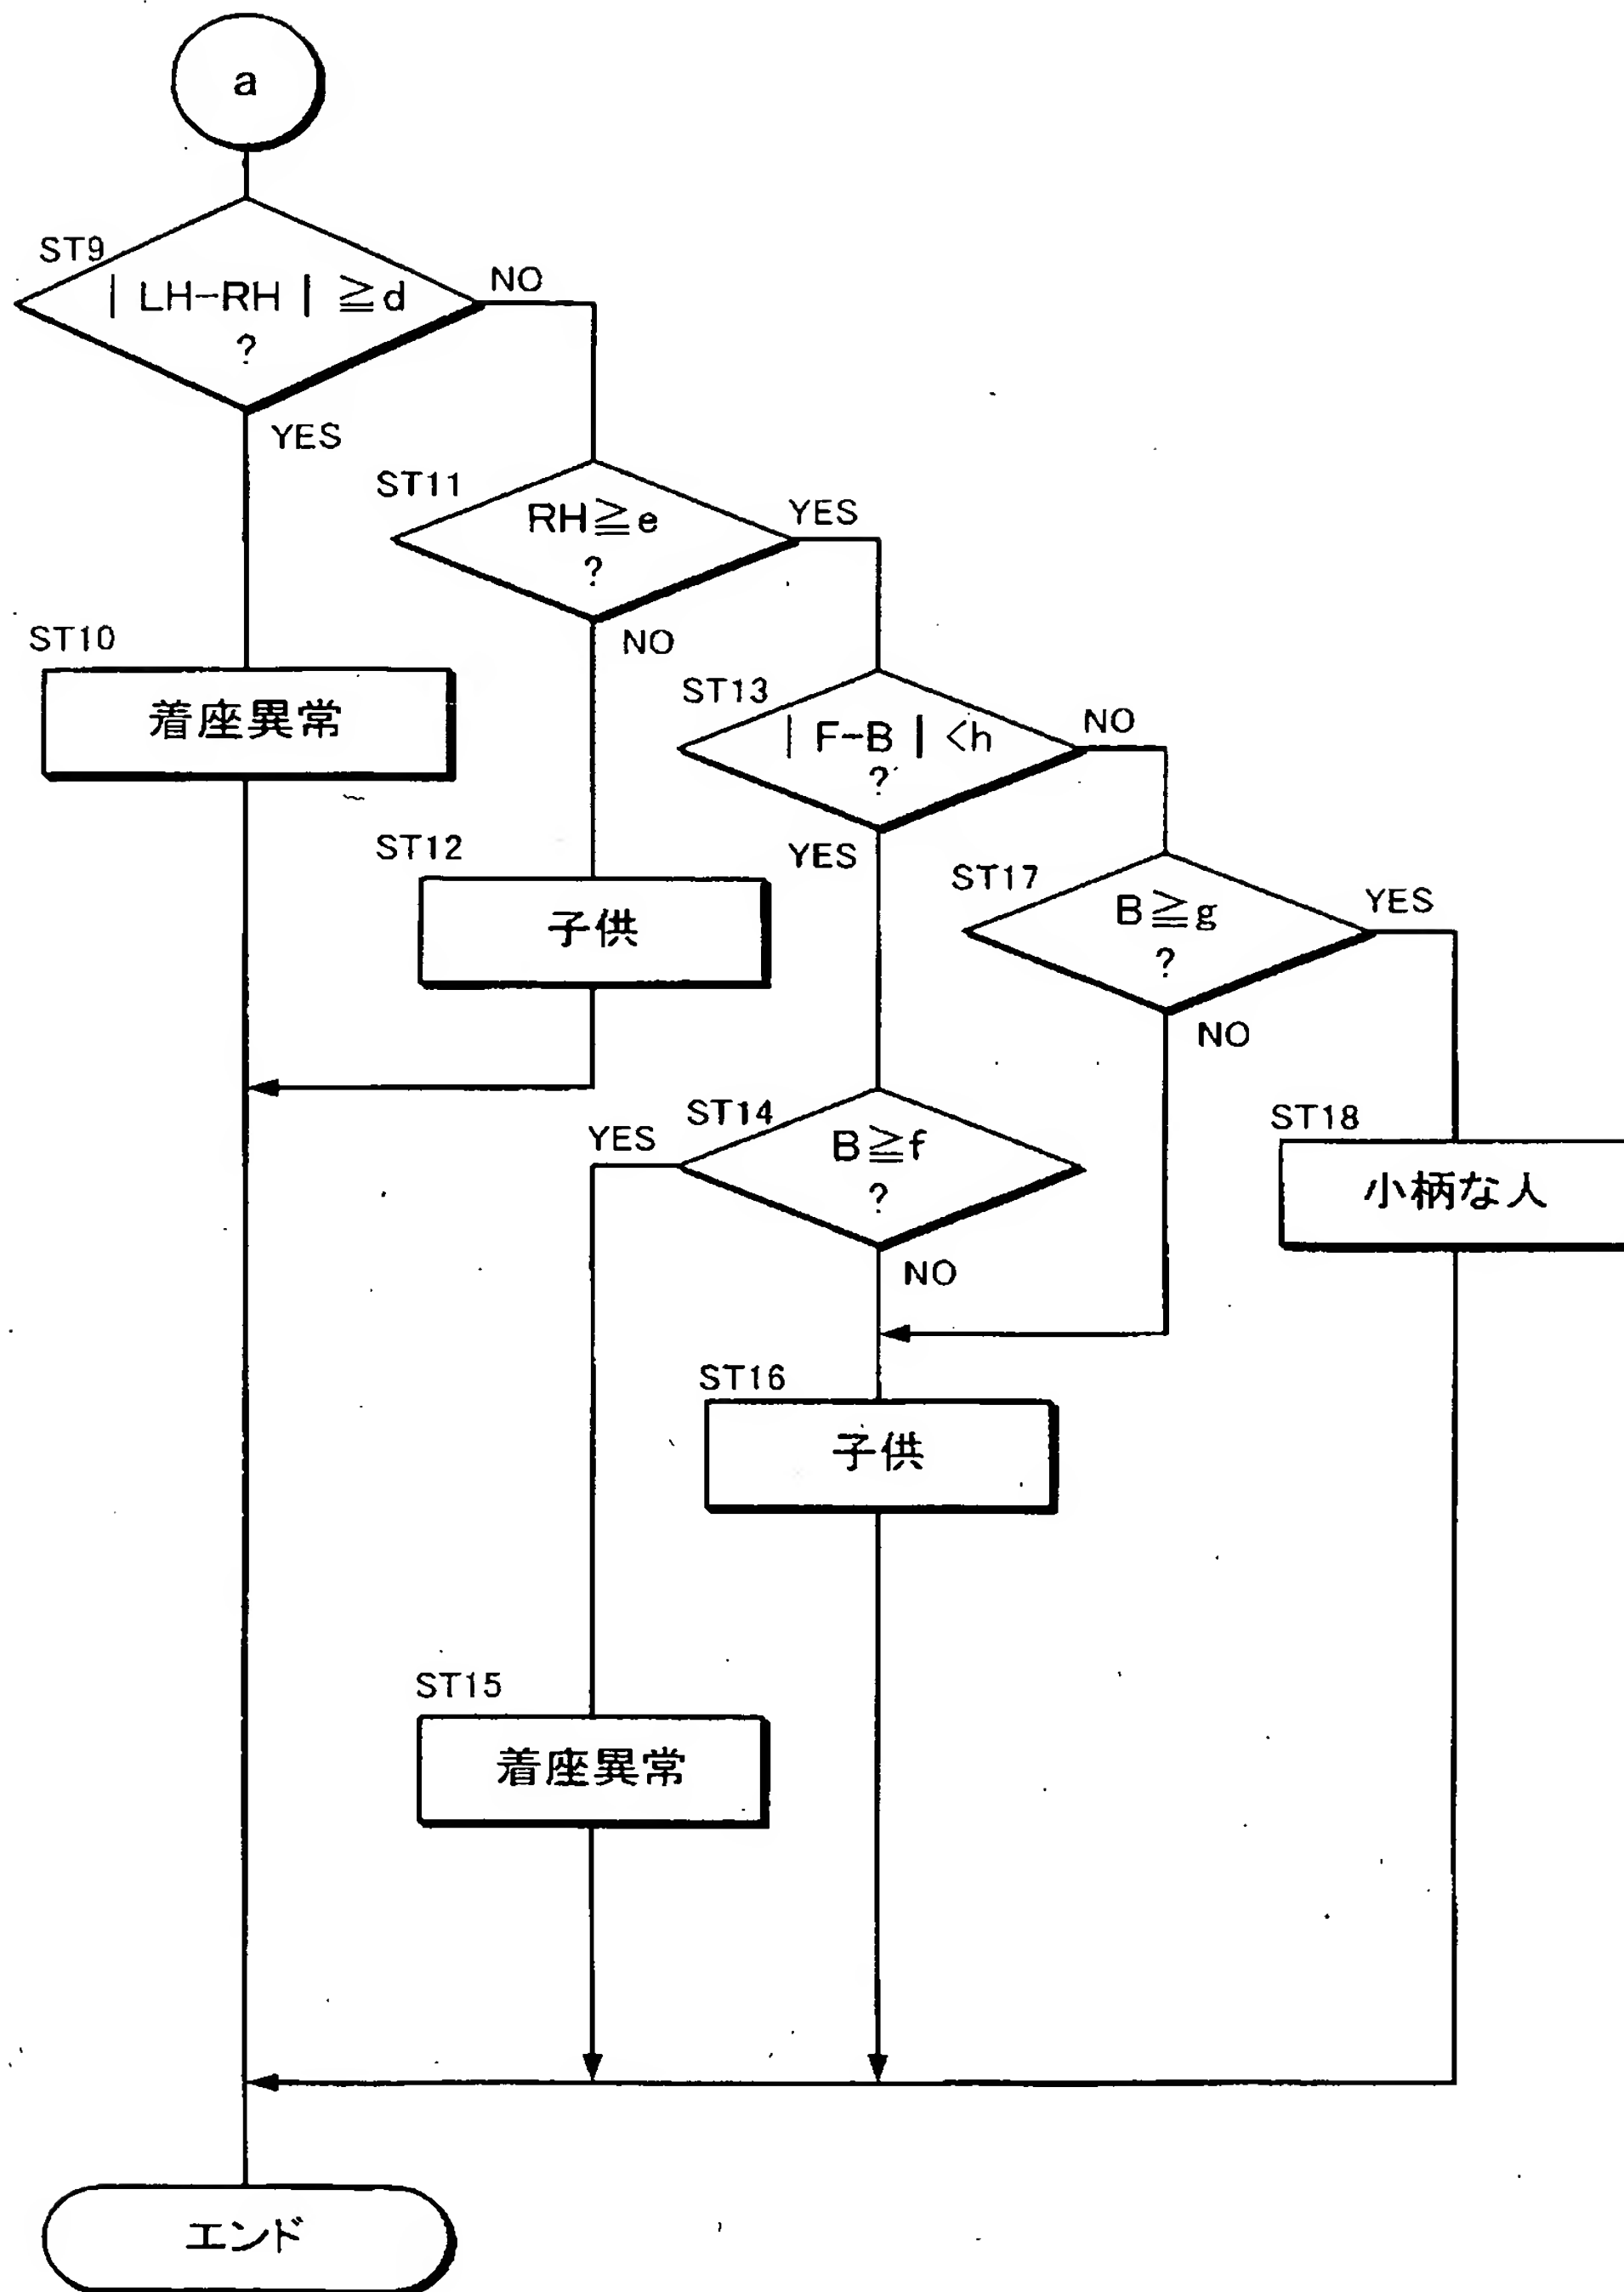 a
ST9
| LH-RH | ≧d
?
NO
YES
ST11
RH≧e
?
YES
NO
ST10
着座異常
ST13
| F-B | <h
?
NO
YES
ST12
子供
ST17
B≧g
?
YES
NO
ST14
YES
B≧f
?
NO
ST18
小柄な人
ST16
子供
ST15
着座異常
エンド